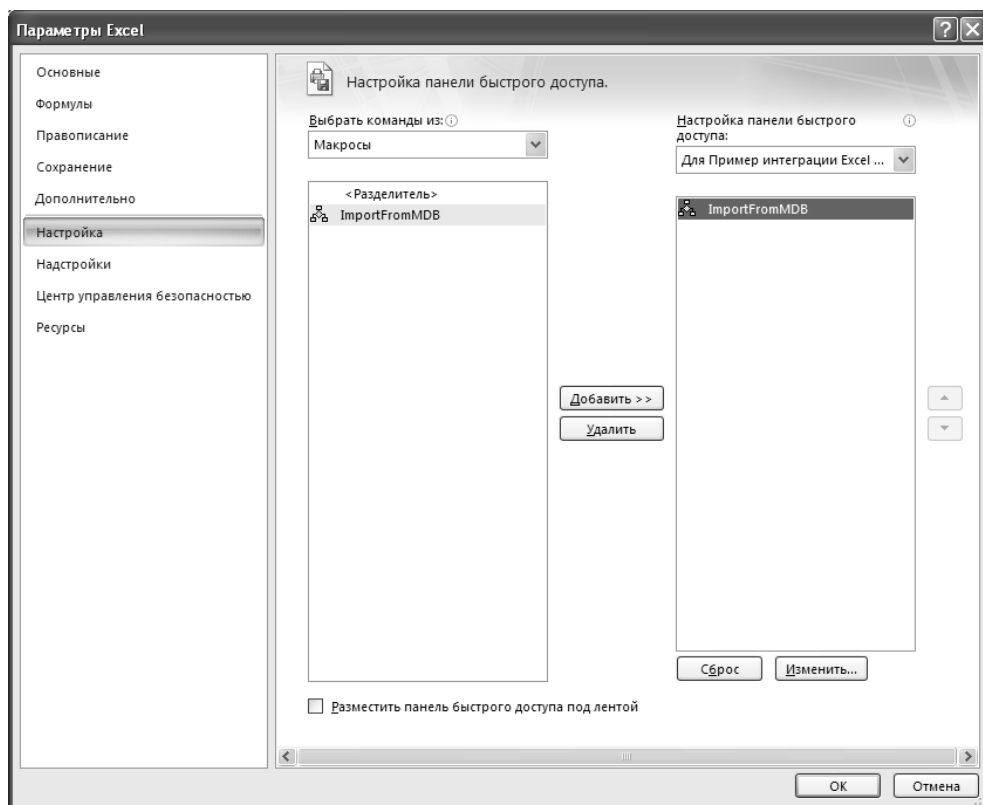 Параметры Excel
Основные
Формулы
Правописание
Сохранение
Дополнительно
Настройка
Надстройки
Центр управления безопасностью
Ресурсы
Настройка панели быстрого доступа.
Выбрать команды из:
Макросы
<Разделитель>
ImportFromMDB
Добавить >>
Удалить
Настройка панели быстрого
доступа:
Для Пример интеграции Excel ...
ImportFromMDB
Сброс
Изменить...
Разместить панель быстрого доступа под лентой
ОК
Отмена